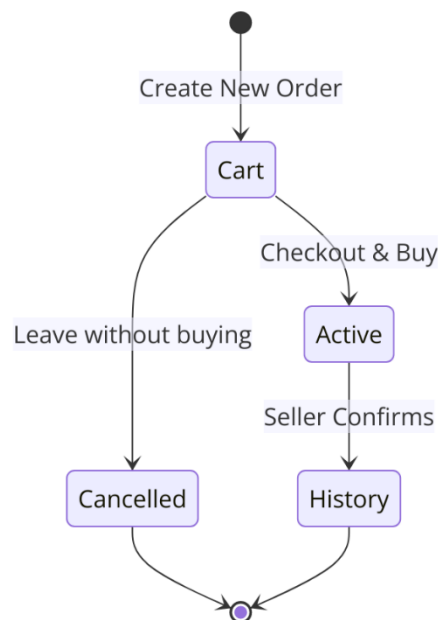 Create New Order
Cart
Checkout & Buy
Leave without buying
Active
Seller Confirms
Cancelled
History